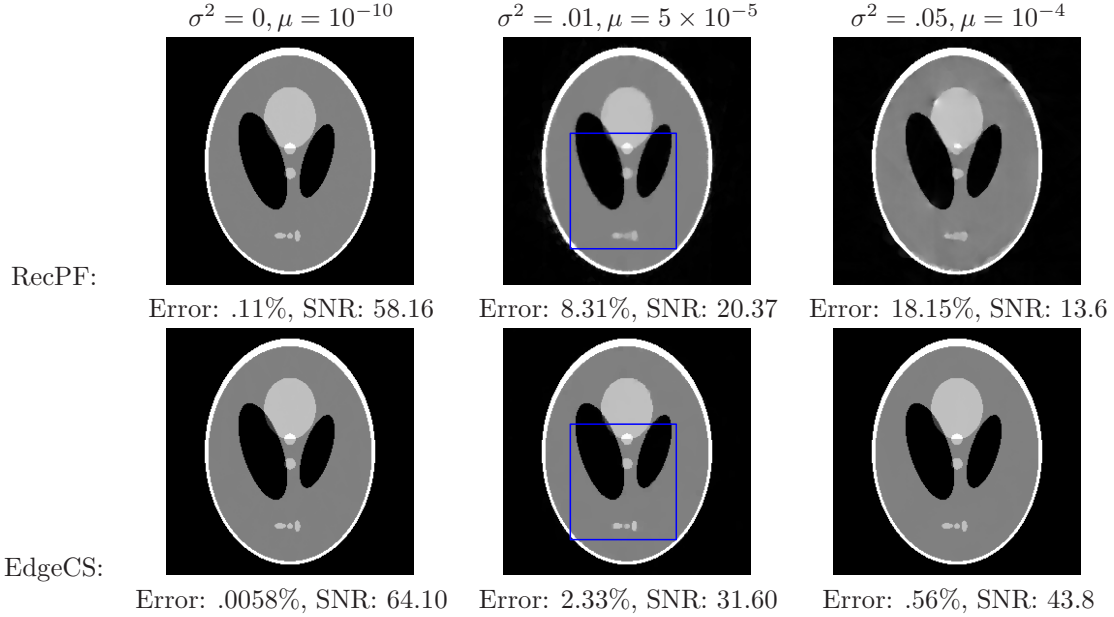 σ² = 0, μ = 10⁻¹⁰
σ² = .01, μ = 5 × 10⁻⁵
σ² = .05, μ = 10⁻⁴
RecPF:
Error: .11%, SNR: 58.16
Error: 8.31%, SNR: 20.37
Error: 18.15%, SNR: 13.6
EdgeCS:
Error: .0058%, SNR: 64.10
Error: 2.33%, SNR: 31.60
Error: .56%, SNR: 43.8